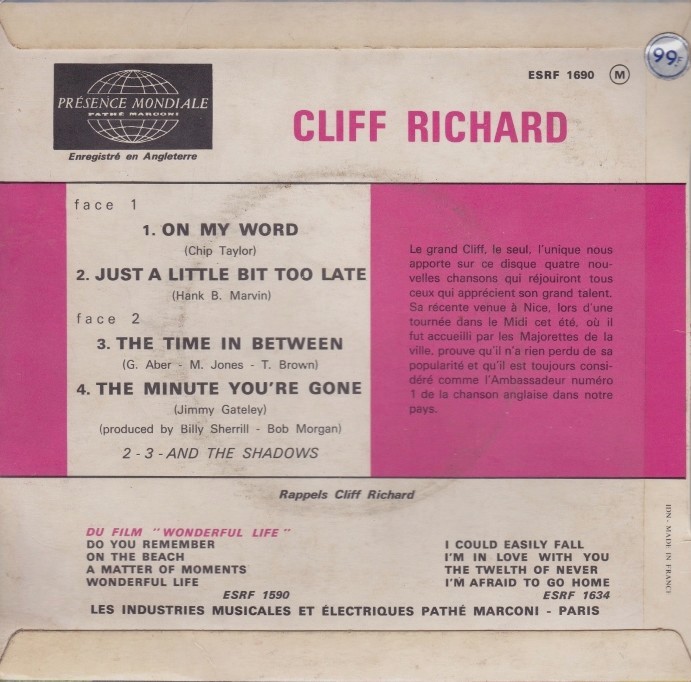 ESRF 1690 M
99F
PRÉSENCE MONDIALE
PATHÉ MARCONI
Enregistré en Angleterre
CLIFF RICHARD
face 1
1. ON MY WORD
(Chip Taylor)
2. JUST A LITTLE BIT TOO LATE
(Hank B. Marvin)
face 2
3. THE TIME IN BETWEEN
(G. Aber - M. Jones - T. Brown)
4. THE MINUTE YOU'RE GONE
(Jimmy Gateley)
(produced by Billy Sherrill - Bob Morgan)
2 - 3 - AND THE SHADOWS
Le grand Cliff, le seul, l'unique nous
apporte sur ce disque quatre nou-
velles chansons qui réjouiront tous
ceux qui apprécient son grand talent.
Sa récente venue à Nice, lors d'une
tournée dans le Midi cet été, où il
fut accueilli par les Majorettes de la
ville, prouve qu'il n'a rien perdu de sa
popularité et qu'il est toujours consi-
déré comme l'Ambassadeur numéro
1 de la chanson anglaise dans notre
pays.
Rappels Cliff Richard
DU FILM "WONDERFUL LIFE"
DO YOU REMEMBER
ON THE BEACH
A MATTER OF MOMENTS
WONDERFUL LIFE
ESRF 1590
I COULD EASILY FALL
I'M IN LOVE WITH YOU
THE TWELTH OF NEVER
I'M AFRAID TO GO HOME
ESRF 1634
LES INDUSTRIES MUSICALES ET ÉLECTRIQUES PATHÉ MARCONI - PARIS
IDN - MADE IN FRANCE